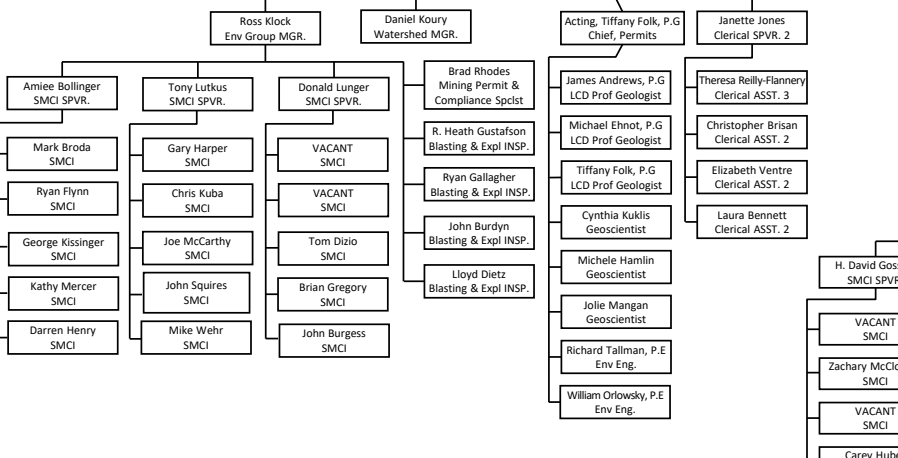 Ross Klock
Env Group MGR.
Daniel Koury
Watershed MGR.
Acting, Tiffany Folk, P.G
Chief, Permits
Janette Jones
Clerical SPVR. 2
Amiee Bollinger
SMCI SPVR.
Mark Broda
SMCI
Ryan Flynn
SMCI
George Kissinger
SMCI
Kathy Mercer
SMCI
Darren Henry
SMCI
Tony Lutkus
SMCI SPVR.
Gary Harper
SMCI
Chris Kuba
SMCI
Joe McCarthy
SMCI
John Squires
SMCI
Mike Wehr
SMCI
Donald Lunger
SMCI SPVR.
VACANT
SMCI
VACANT
SMCI
Tom Dizio
SMCI
Brian Gregory
SMCI
John Burgess
SMCI
Brad Rhodes
Mining Permit &
Compliance Spclst
R. Heath Gustafson
Blasting & Expl INSP.
Ryan Gallagher
Blasting & Expl INSP.
John Burdyn
Blasting & Expl INSP.
Lloyd Dietz
Blasting & Expl INSP.
James Andrews, P.G
LCD Prof Geologist
Michael Ehnot, P.G
LCD Prof Geologist
Tiffany Folk, P.G
LCD Prof Geologist
Cynthia Kuklis
Geoscientist
Michele Hamlin
Geoscientist
Jolie Mangan
Geoscientist
Richard Tallman, P.E
Env Eng.
William Orlowsky, P.E
Env Eng.
Theresa Reilly-Flannery
Clerical ASST. 3
Christopher Brisan
Clerical ASST. 2
Elizabeth Ventre
Clerical ASST. 2
Laura Bennett
Clerical ASST. 2
H. David
SMCI
VACANT
SMCI
Zachary
SMCI
VACANT
SMCI
Carey